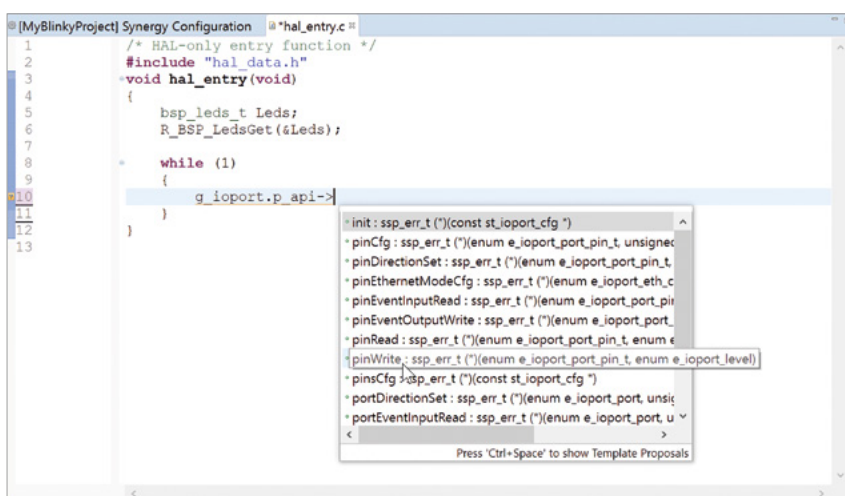 [MyBlinkyProject] Synergy Configuration *hal_entry.c
1 /* HAL-only entry function */
2 #include "hal_data.h"
3 void hal_entry(void)
4 {
5 bsp_leds_t Leds;
6 R_BSP_LedsGet(&Leds);
7
8 while (1)
9 {
10 g_ioport.p_api->
11 }
12 }
13
init : ssp_err_t (*)(const st_ioport_cfg *)
pinCfg : ssp_err_t (*)(enum e_ioport_port_pin_t, unsigned
pinDirectionSet : ssp_err_t (*)(enum e_ioport_port_pin_t,
pinEthernetModeCfg : ssp_err_t (*)(enum e_ioport_eth_c
pinEventInputRead : ssp_err_t (*)(enum e_ioport_port_pin
pinEventOutputWrite : ssp_err_t (*)(enum e_ioport_port_
pinRead : ssp_err_t (*)(enum e_ioport_port_pin_t, enum e
pinWrite : ssp_err_t (*)(enum e_ioport_port_pin_t, enum e_ioport_level)
pinsCfg : ssp_err_t (*)(const st_ioport_cfg *)
portDirectionSet : ssp_err_t (*)(enum e_ioport_port, unsig
portEventInputRead : ssp_err_t (*)(enum e_ioport_port, u
Press 'Ctrl+Space' to show Template Proposals